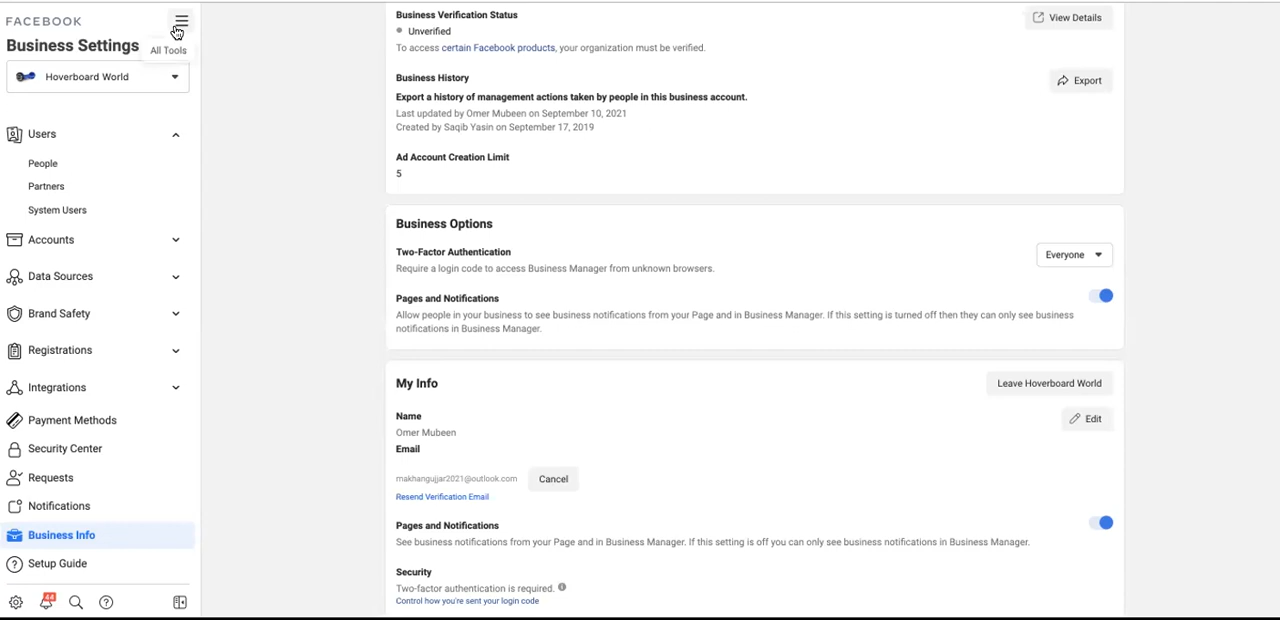 FACEBOOK
Business Settings
All Tools
Hoverboard World
Users
People
Partners
System Users
Accounts
Data Sources
Brand Safety
Registrations
Integrations
Payment Methods
Security Center
Requests
Notifications
Business Info
Setup Guide
44
Business Verification Status
Unverified
To access certain Facebook products, your organization must be verified.
View Details
Business History
Export a history of management actions taken by people in this business account.
Last updated by Omer Mubeen on September 10, 2021
Created by Saqib Yasin on September 17, 2019
Export
Ad Account Creation Limit
5
Business Options
Two-Factor Authentication
Require a login code to access Business Manager from unknown browsers.
Everyone
Pages and Notifications
Allow people in your business to see business notifications from your Page and in Business Manager. If this setting is turned off then they can only see business
notifications in Business Manager.
My Info
Leave Hoverboard World
Name
Omer Mubeen
Edit
Email
makhangujjar2021@outlook.com
Cancel
Resend Verification Email
Pages and Notifications
See business notifications from your Page and in Business Manager. If this setting is off you can only see business notifications in Business Manager.
Security
Two-factor authentication is required.
Control how you're sent your login code